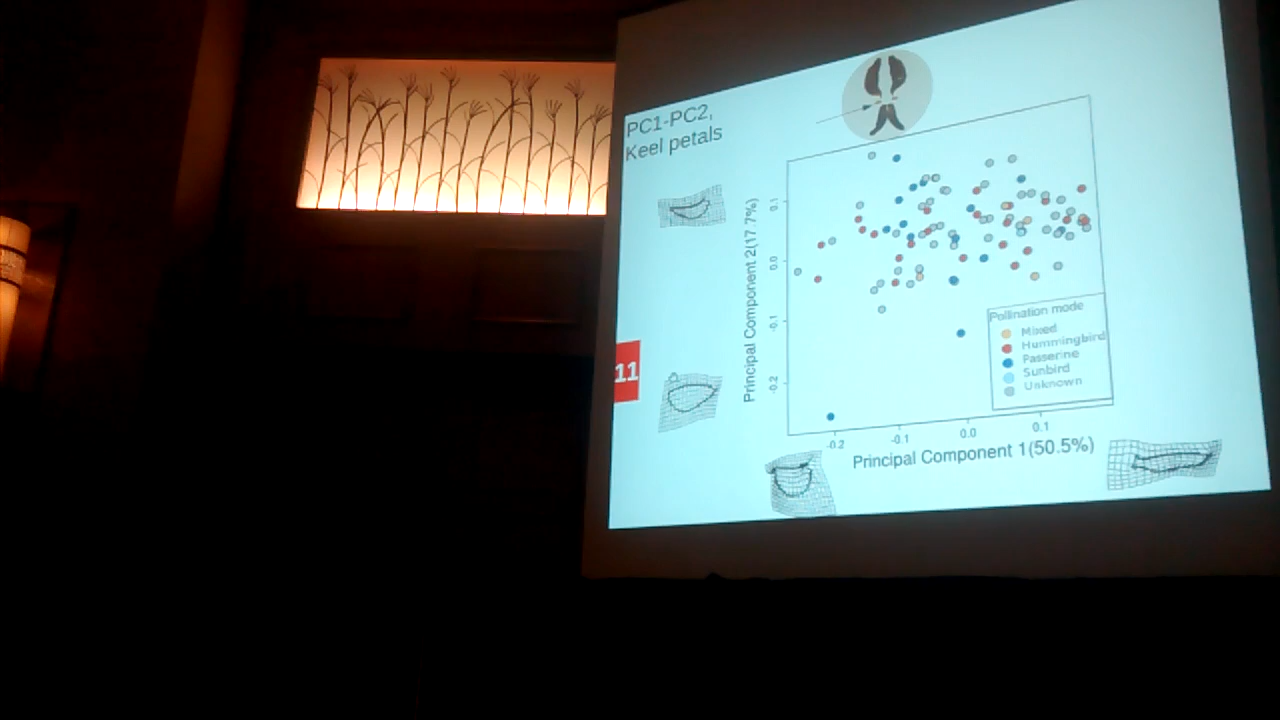 PC1-PC2,
Keel petals
11
Principal Component 2(17.7%)
0.1
0.0
-0.1
-0.2
Pollination mode
Mixed
Hummingbird
Passerine
Sunbird
Unknown
-0.2
-0.1
0.0
0.1
Principal Component 1(50.5%)